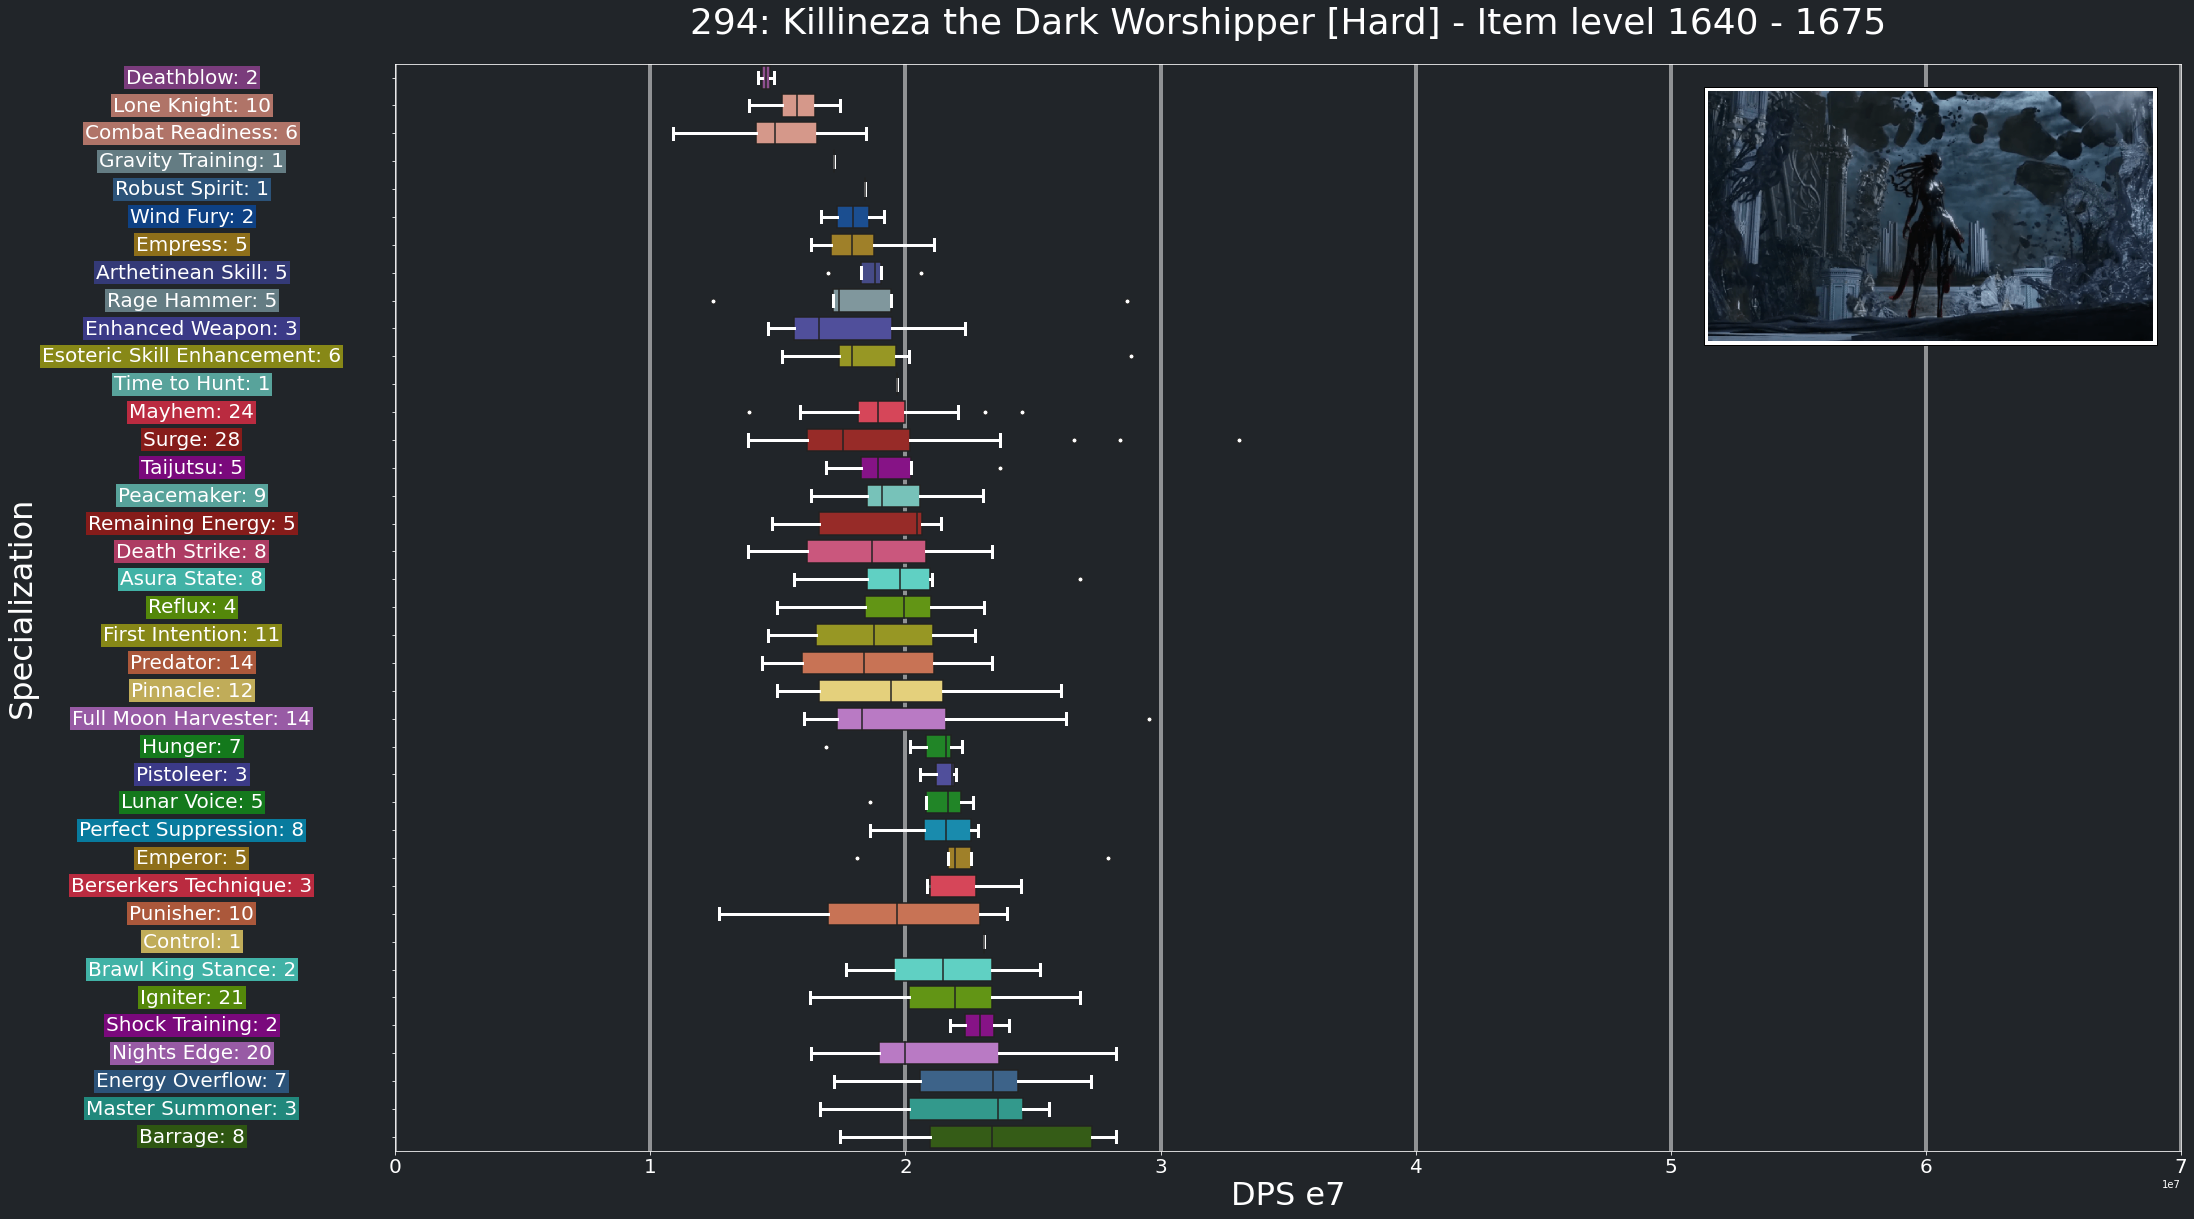 294: Killineza the Dark Worshipper [Hard] - Item level 1640 - 1675
Specialization
Deathblow: 2
Lone Knight: 10
Combat Readiness: 6
Gravity Training: 1
Robust Spirit: 1
Wind Fury: 2
Empress: 5
Arthetinean Skill: 5
Rage Hammer: 5
Enhanced Weapon: 3
Esoteric Skill Enhancement: 6
Time to Hunt: 1
Mayhem: 24
Surge: 28
Taijutsu: 5
Peacemaker: 9
Remaining Energy: 5
Death Strike: 8
Asura State: 8
Reflux: 4
First Intention: 11
Predator: 14
Pinnacle: 12
Full Moon Harvester: 14
Hunger: 7
Pistoleer: 3
Lunar Voice: 5
Perfect Suppression: 8
Emperor: 5
Berserkers Technique: 3
Punisher: 10
Control: 1
Brawl King Stance: 2
Igniter: 21
Shock Training: 2
Nights Edge: 20
Energy Overflow: 7
Master Summoner: 3
Barrage: 8
0 1 2 3 4 5 6 7
1e7
DPS e7